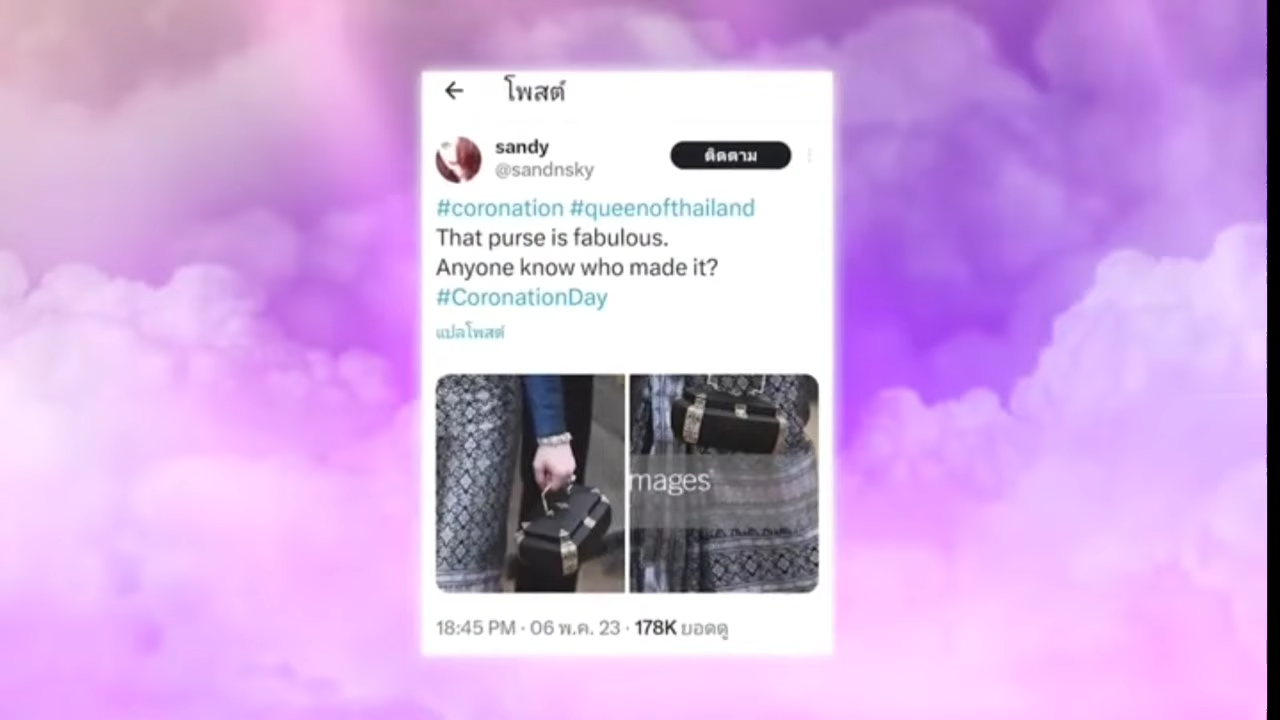 โพสต์
sandy
@sandnsky
ติดตาม
#coronation #queenofthailand
That purse is fabulous.
Anyone know who made it?
#CoronationDay
แปลโพสต์
mages
18:45 PM · 06 พ.ค. 23 · 178K ยอดดู